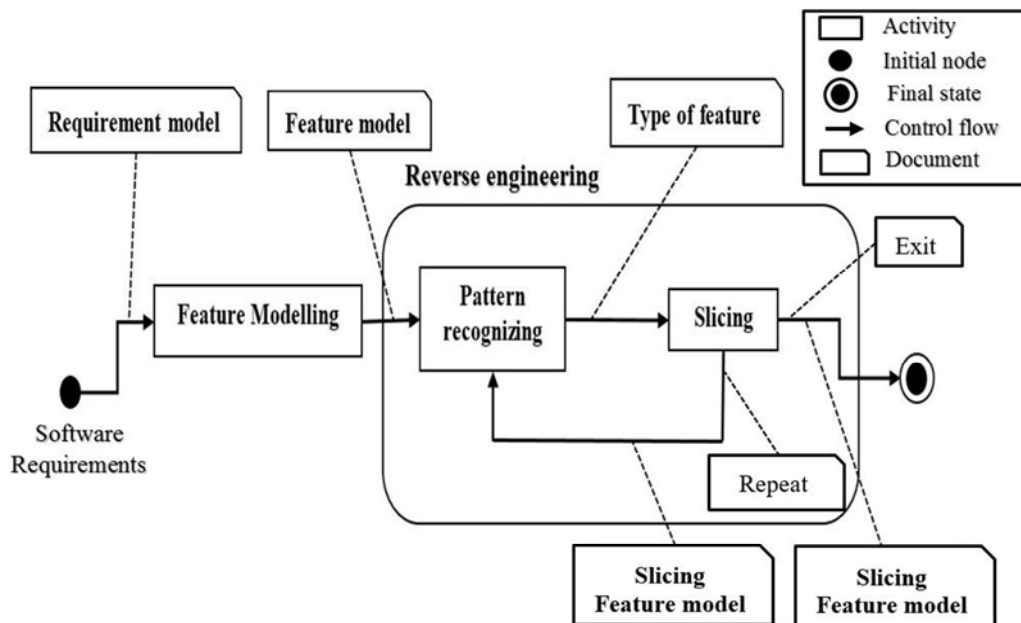 Activity
Initial node
Final state
Control flow
Document
Requirement model
Feature model
Type of feature
Reverse engineering
Exit
Feature Modelling
Pattern
recognizing
Slicing
Software
Requirements
Repeat
Slicing
Feature model
Slicing
Feature model